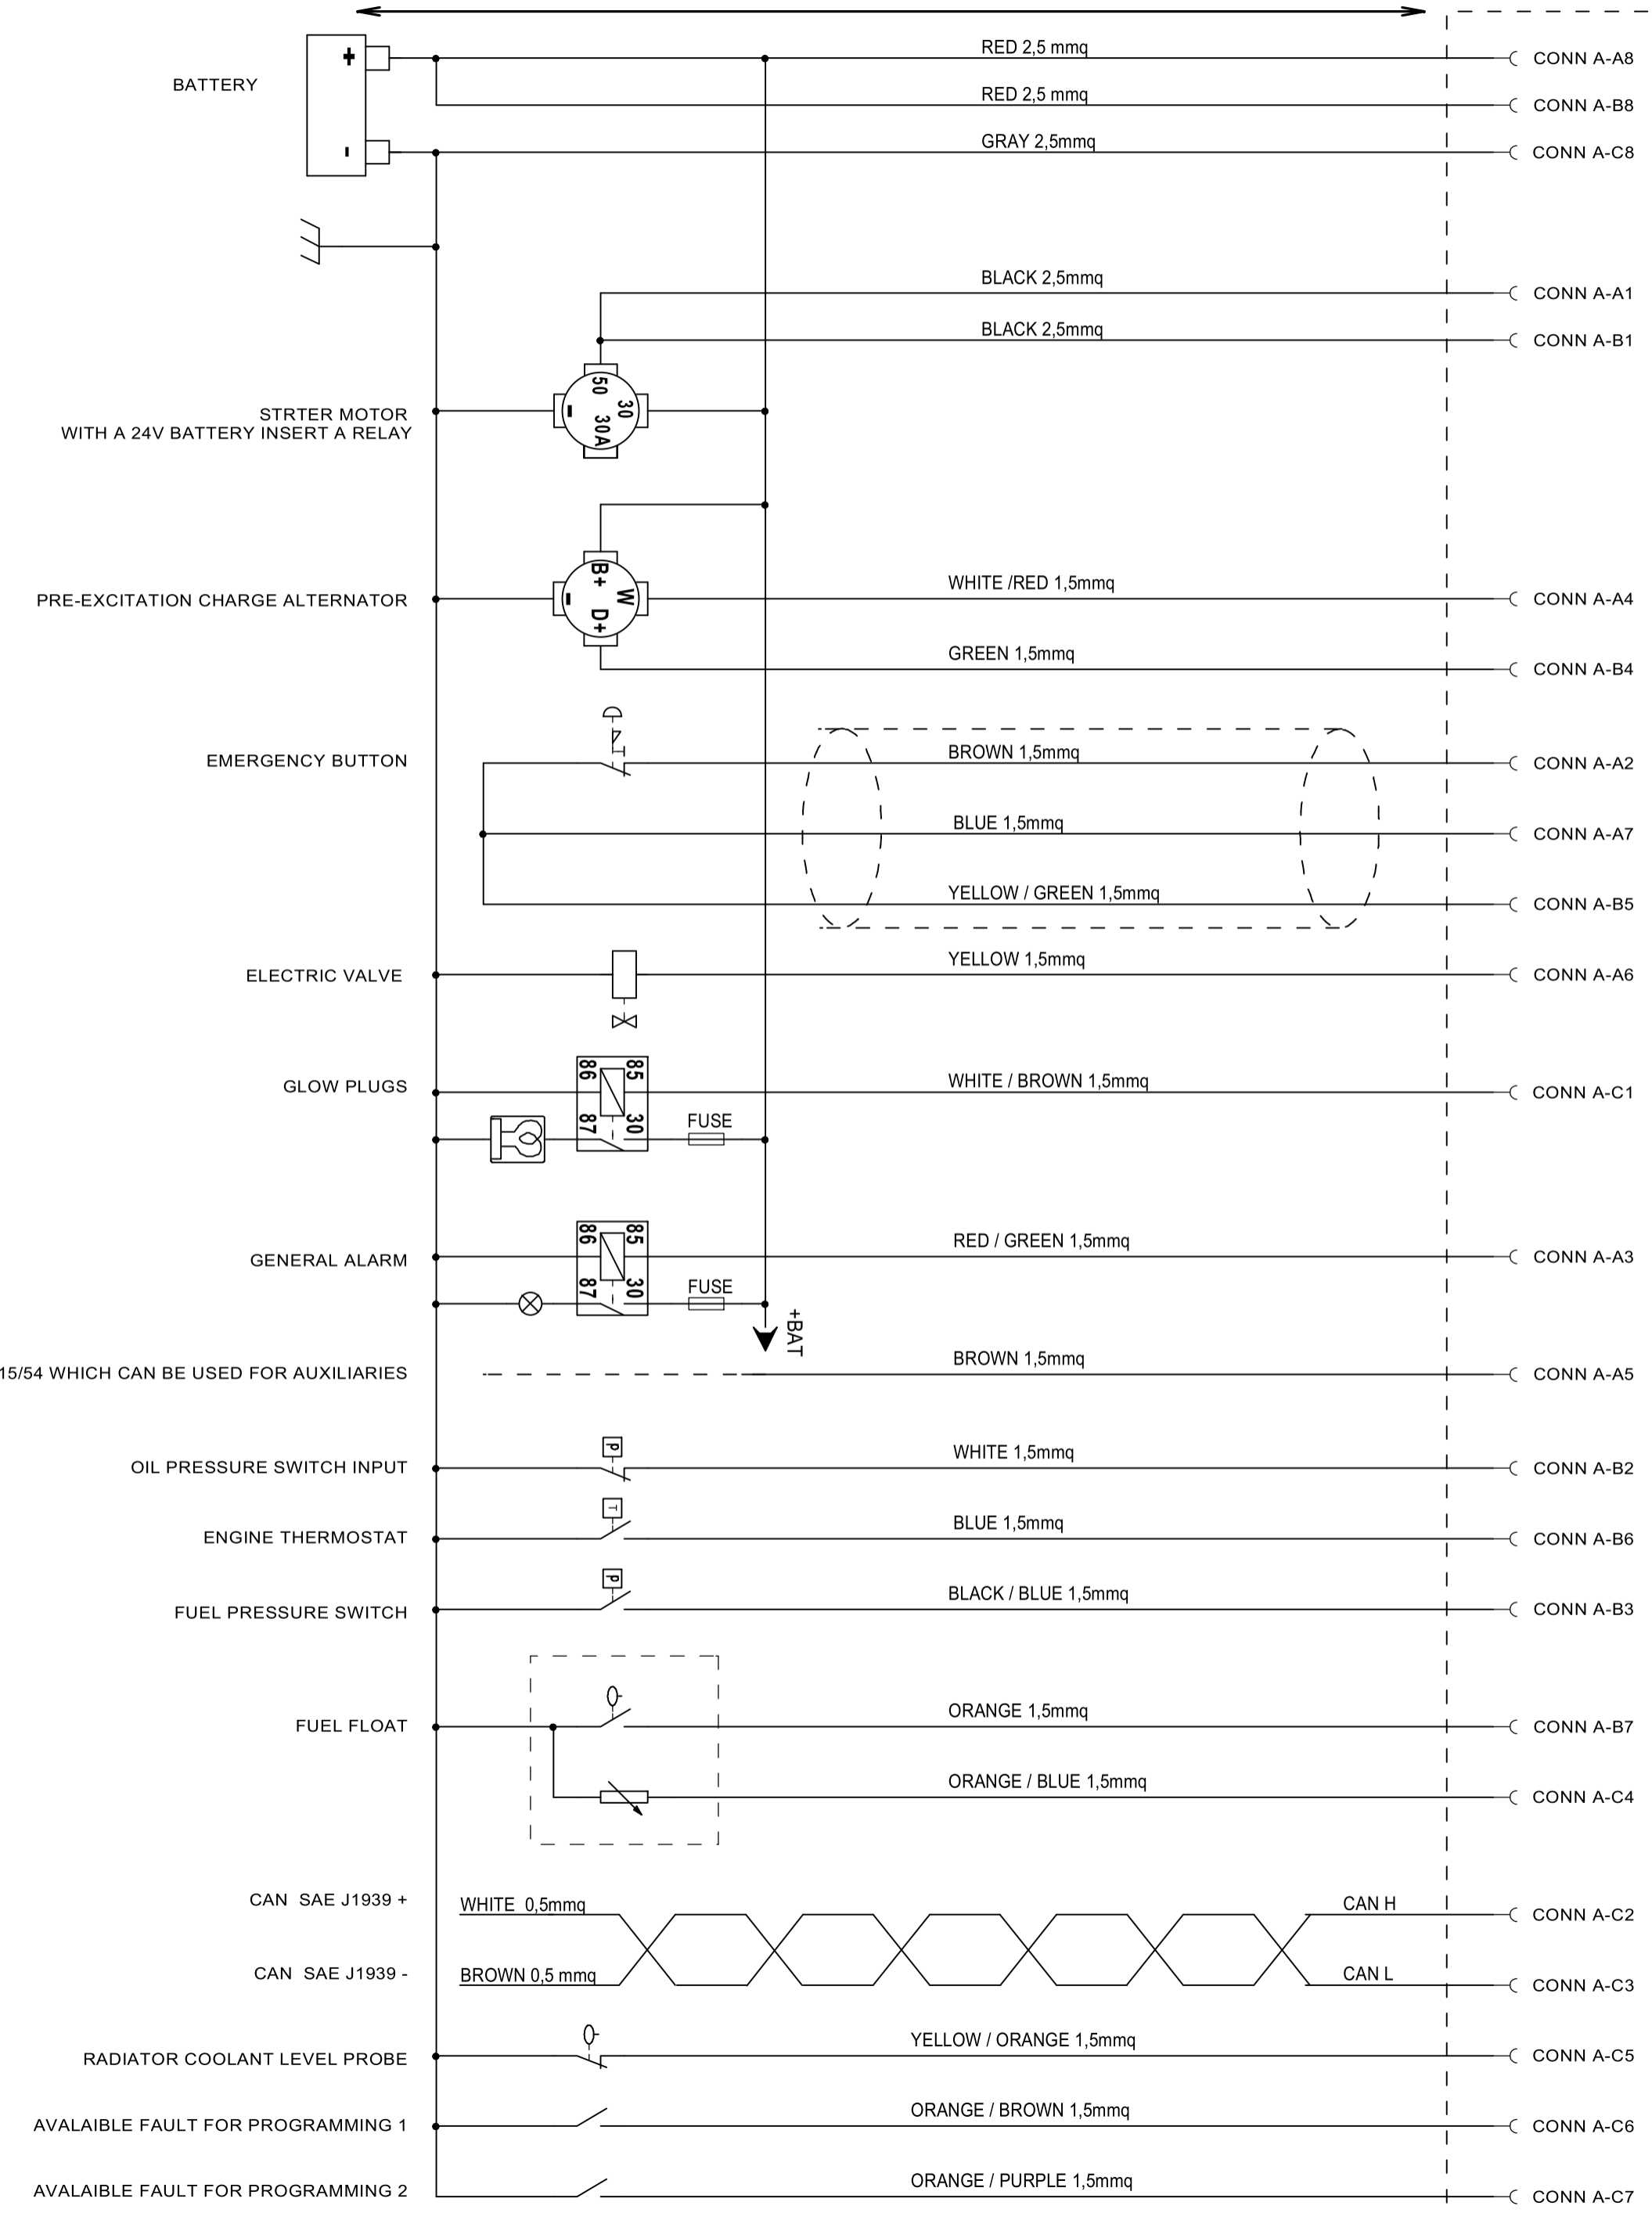 RED 2,5 mmq
CONN A-A8
BATTERY
+
RED 2,5 mmq
CONN A-B8
-
GRAY 2,5mmq
CONN A-C8
BLACK 2,5mmq
CONN A-A1
BLACK 2,5mmq
CONN A-B1
STRTER MOTOR
WITH A 24V BATTERY INSERT A RELAY
50
30
-
30A
PRE-EXCITATION CHARGE ALTERNATOR
B+
W
-
D+
WHITE /RED 1,5mmq
CONN A-A4
GREEN 1,5mmq
CONN A-B4
EMERGENCY BUTTON
BROWN 1,5mmq
CONN A-A2
BLUE 1,5mmq
CONN A-A7
YELLOW / GREEN 1,5mmq
CONN A-B5
ELECTRIC VALVE
YELLOW 1,5mmq
CONN A-A6
GLOW PLUGS
86
85
87
30
WHITE / BROWN 1,5mmq
CONN A-C1
FUSE
GENERAL ALARM
86
85
87
30
RED / GREEN 1,5mmq
CONN A-A3
FUSE
+BAT
15/54 WHICH CAN BE USED FOR AUXILIARIES
BROWN 1,5mmq
CONN A-A5
OIL PRESSURE SWITCH INPUT
P
WHITE 1,5mmq
CONN A-B2
ENGINE THERMOSTAT
T
BLUE 1,5mmq
CONN A-B6
FUEL PRESSURE SWITCH
P
BLACK / BLUE 1,5mmq
CONN A-B3
FUEL FLOAT
ORANGE 1,5mmq
CONN A-B7
ORANGE / BLUE 1,5mmq
CONN A-C4
CAN SAE J1939 +
WHITE 0,5mmq
CAN H
CONN A-C2
CAN SAE J1939 -
BROWN 0,5 mmq
CAN L
CONN A-C3
RADIATOR COOLANT LEVEL PROBE
YELLOW / ORANGE 1,5mmq
CONN A-C5
AVALAIBLE FAULT FOR PROGRAMMING 1
ORANGE / BROWN 1,5mmq
CONN A-C6
AVALAIBLE FAULT FOR PROGRAMMING 2
ORANGE / PURPLE 1,5mmq
CONN A-C7